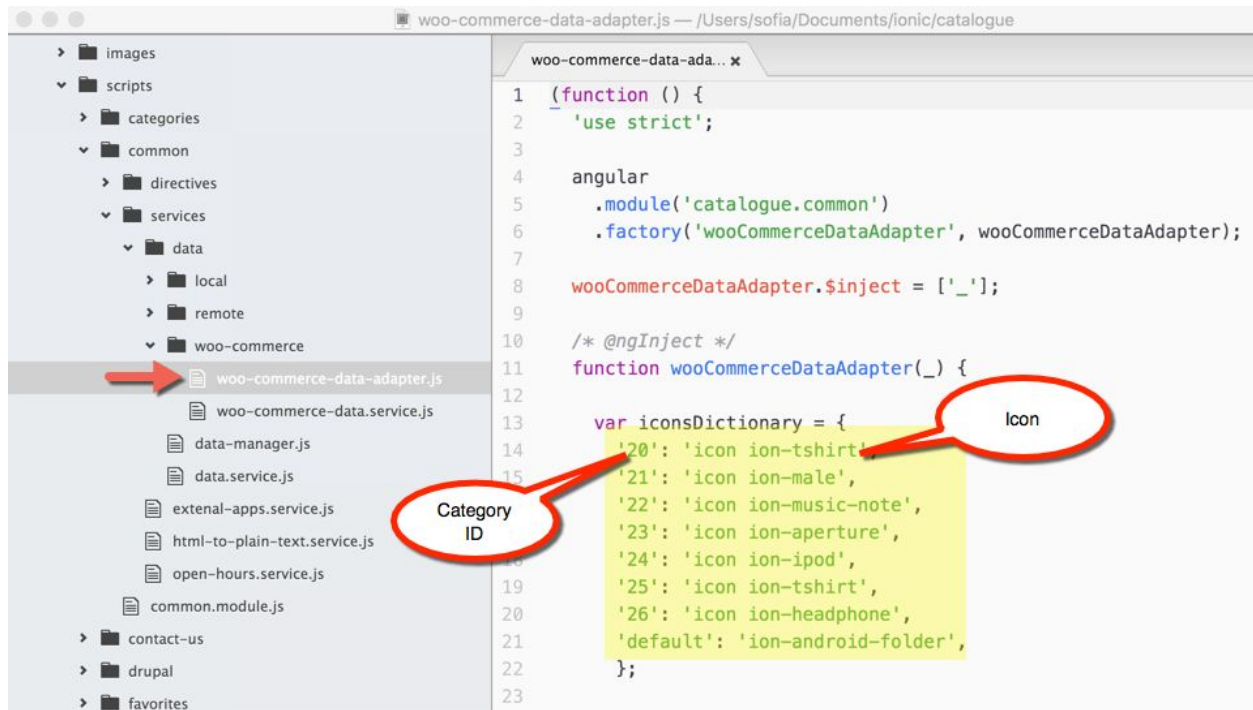 woo-commerce-data-adapter.js — /Users/sofia/Documents/ionic/catalogue
images
scripts
categories
common
directives
services
data
local
remote
woo-commerce
woo-commerce-data-adapter.js
woo-commerce-data.service.js
data-manager.js
data.service.js
extenal-apps.service.js
html-to-plain-text.service.js
open-hours.service.js
common.module.js
contact-us
drupal
favorites
woo-commerce-data-ada... x
1 (function () {
2 'use strict';
3
4 angular
5 .module('catalogue.common')
6 .factory('wooCommerceDataAdapter', wooCommerceDataAdapter);
7
8 wooCommerceDataAdapter.$inject = ['_'];
9
10 /* @ngInject */
11 function wooCommerceDataAdapter(_) {
12
13 var iconsDictionary = {
14 '20': 'icon ion-tshirt',
15 '21': 'icon ion-male',
'22': 'icon ion-music-note',
'23': 'icon ion-aperture',
18 '24': 'icon ion-ipod',
19 '25': 'icon ion-tshirt',
20 '26': 'icon ion-headphone',
21 'default': 'ion-android-folder',
22 };
23
Icon
Category
ID